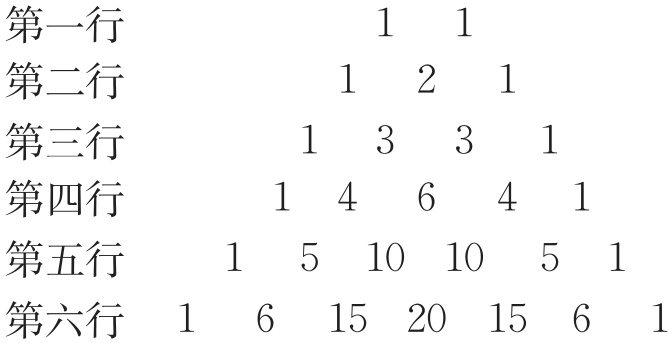 第一行 1 1
第二行 1 2 1
第三行 1 3 3 1
第四行 1 4 6 4 1
第五行 1 5 10 10 5 1
第六行 1 6 15 20 15 6 1